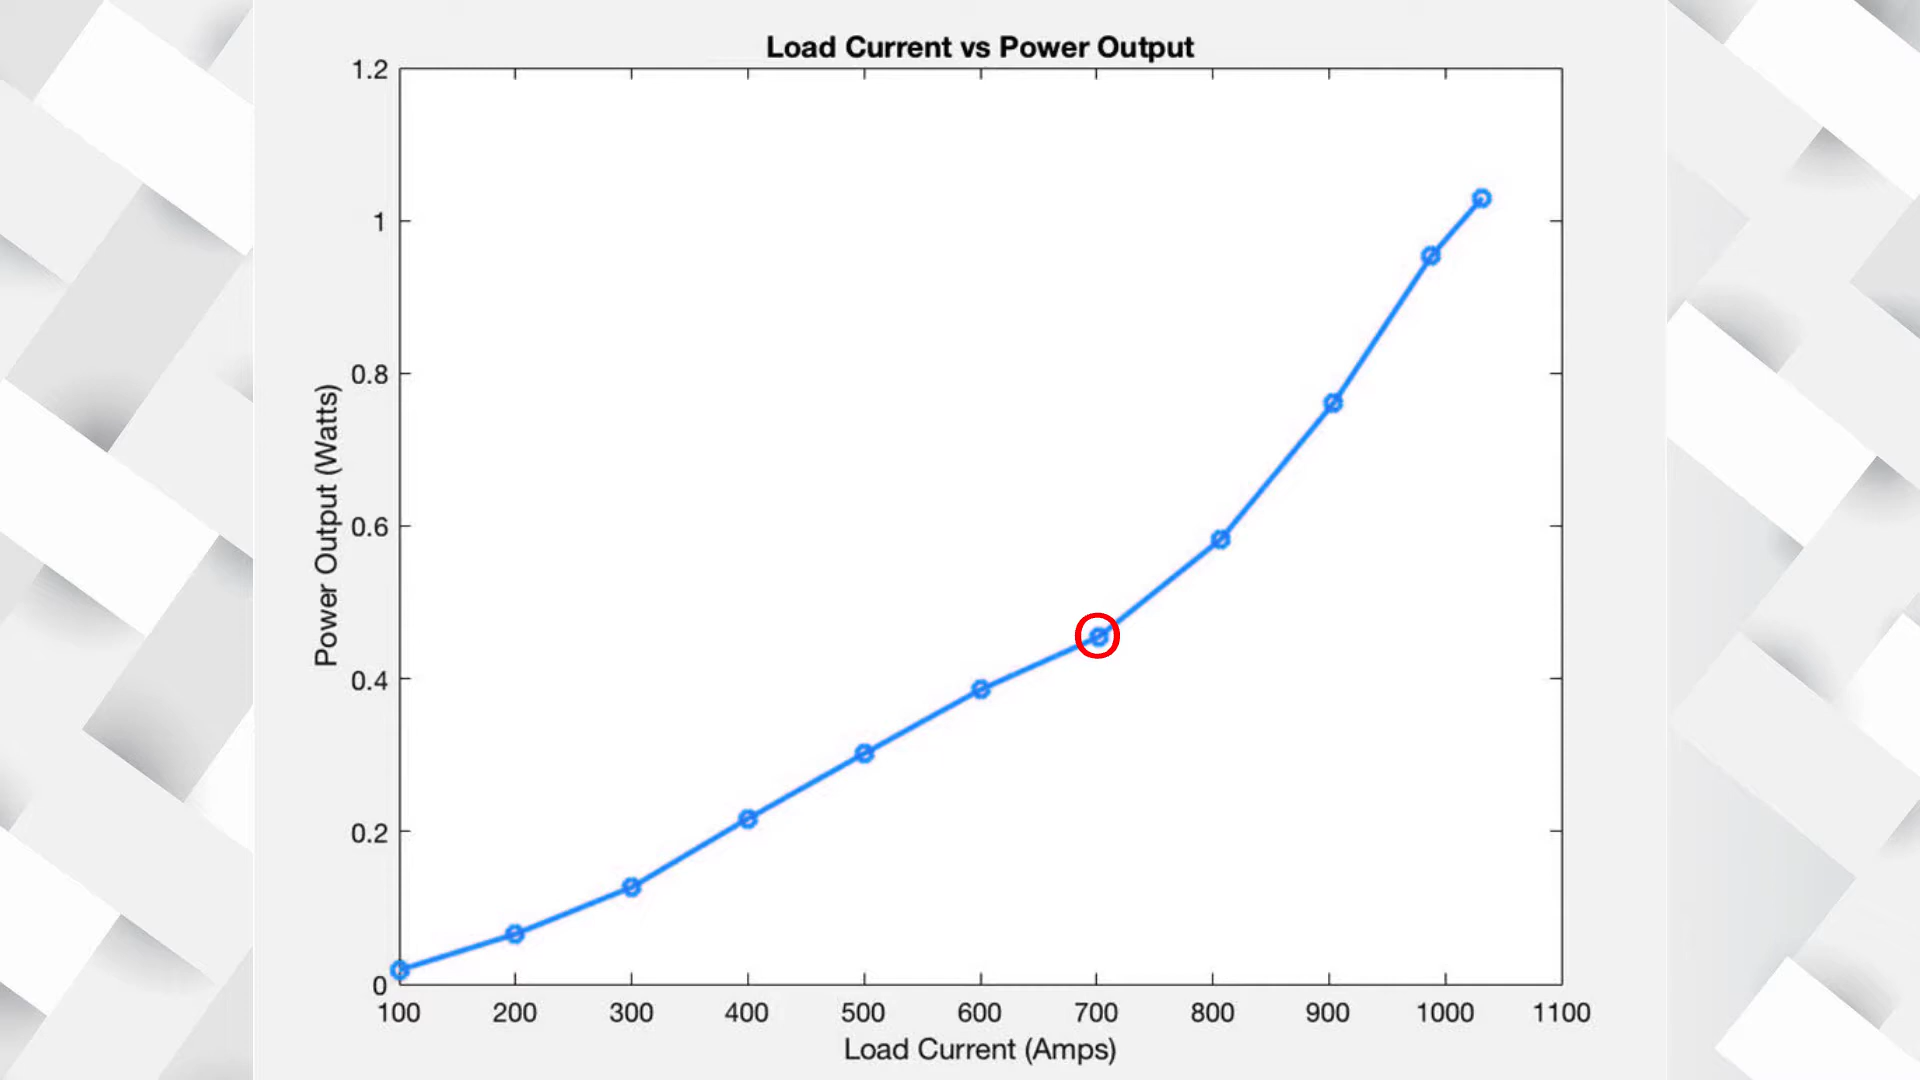 Load Current vs Power Output
1.2
1
0.8
0.6
0.4
0.2
0
Power Output (Watts)
100 200 300 400 500 600 700 800 900 1000 1100
Load Current (Amps)